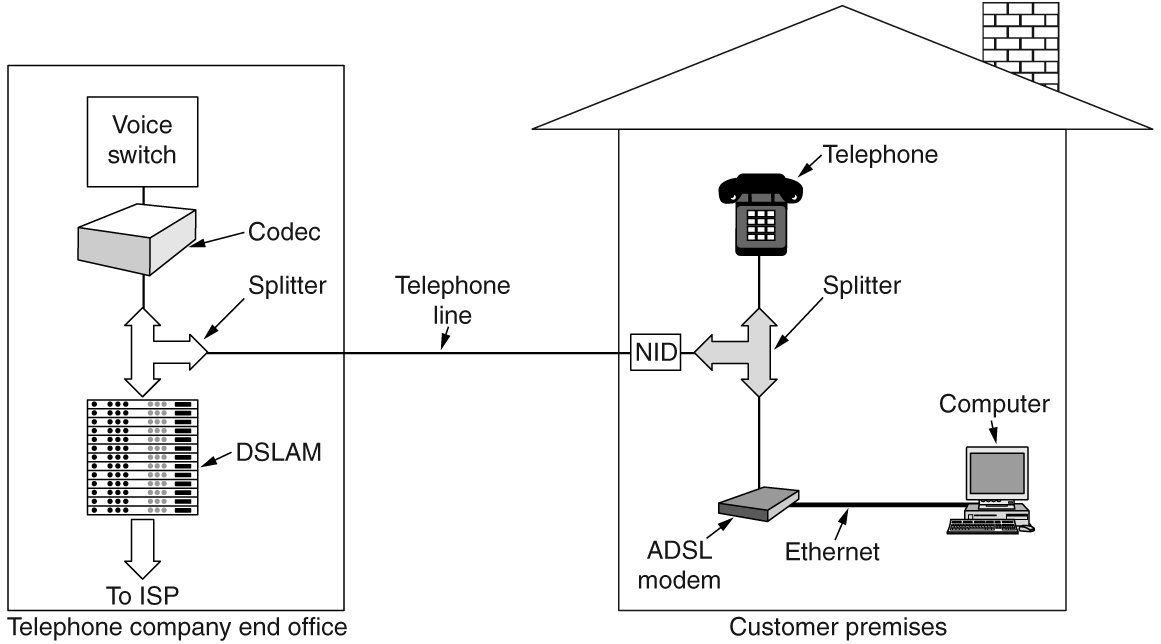 Voice
switch
Codec
Splitter
DSLAM
To ISP
Telephone company end office
Telephone
line
NID
Telephone
Splitter
Computer
ADSL
modem
Ethernet
Customer premises